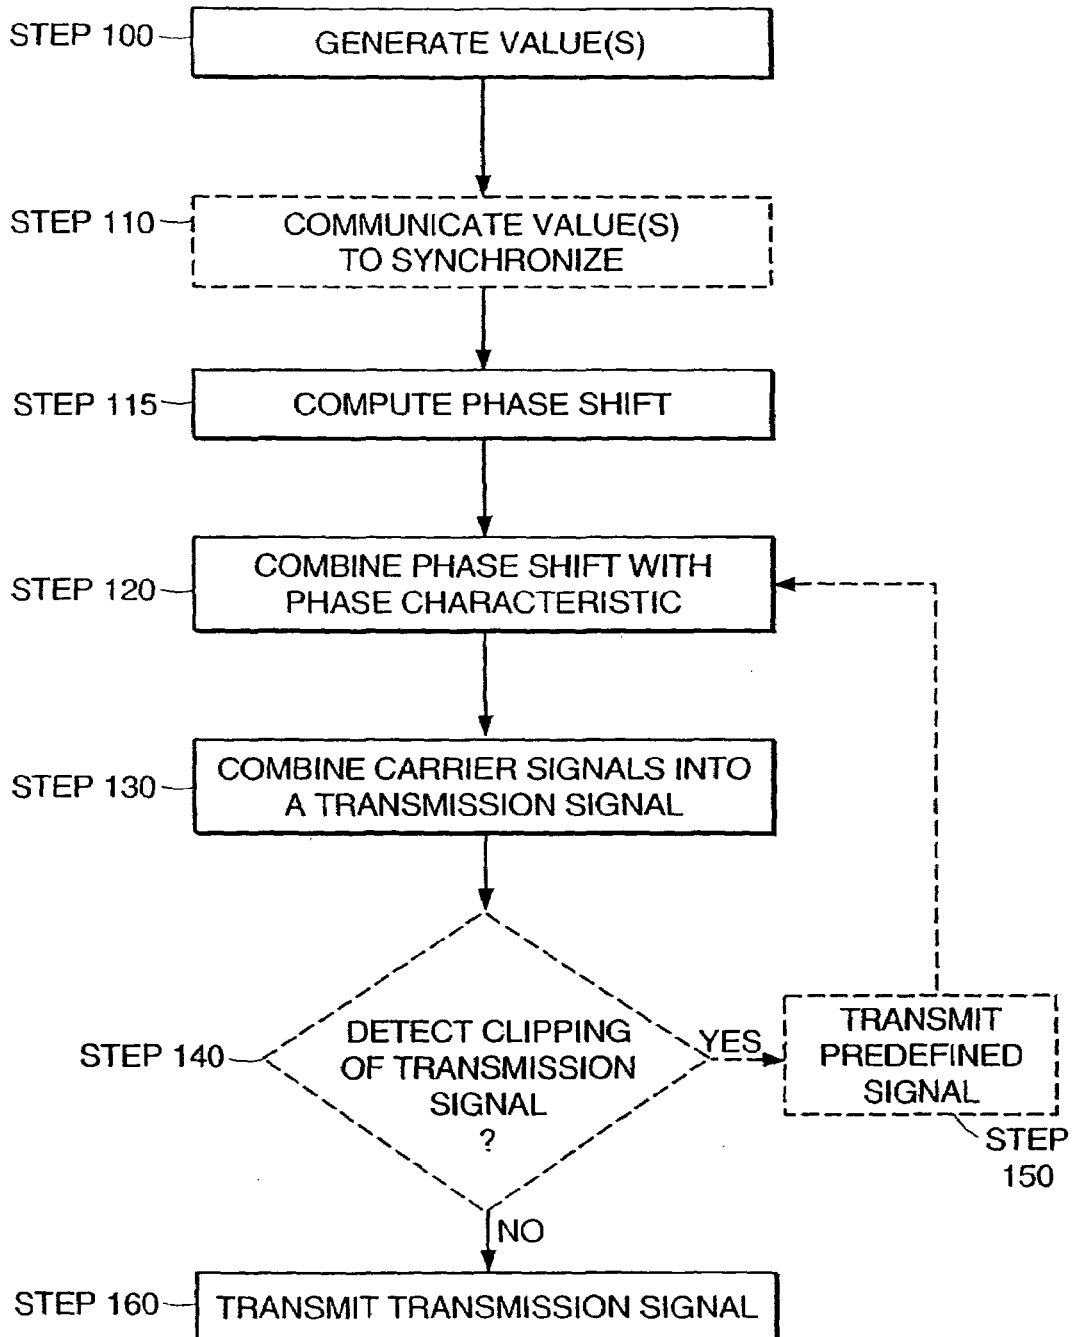 STEP 100
GENERATE VALUE(S)
STEP 110
COMMUNICATE VALUE(S)
TO SYNCHRONIZE
STEP 115
COMPUTE PHASE SHIFT
STEP 120
COMBINE PHASE SHIFT WITH
PHASE CHARACTERISTIC
STEP 130
COMBINE CARRIER SIGNALS INTO
A TRANSMISSION SIGNAL
STEP 140
DETECT CLIPPING
OF TRANSMISSION
SIGNAL
?
YES
TRANSMIT
PREDEFINED
SIGNAL
STEP
150
NO
STEP 160
TRANSMIT TRANSMISSION SIGNAL